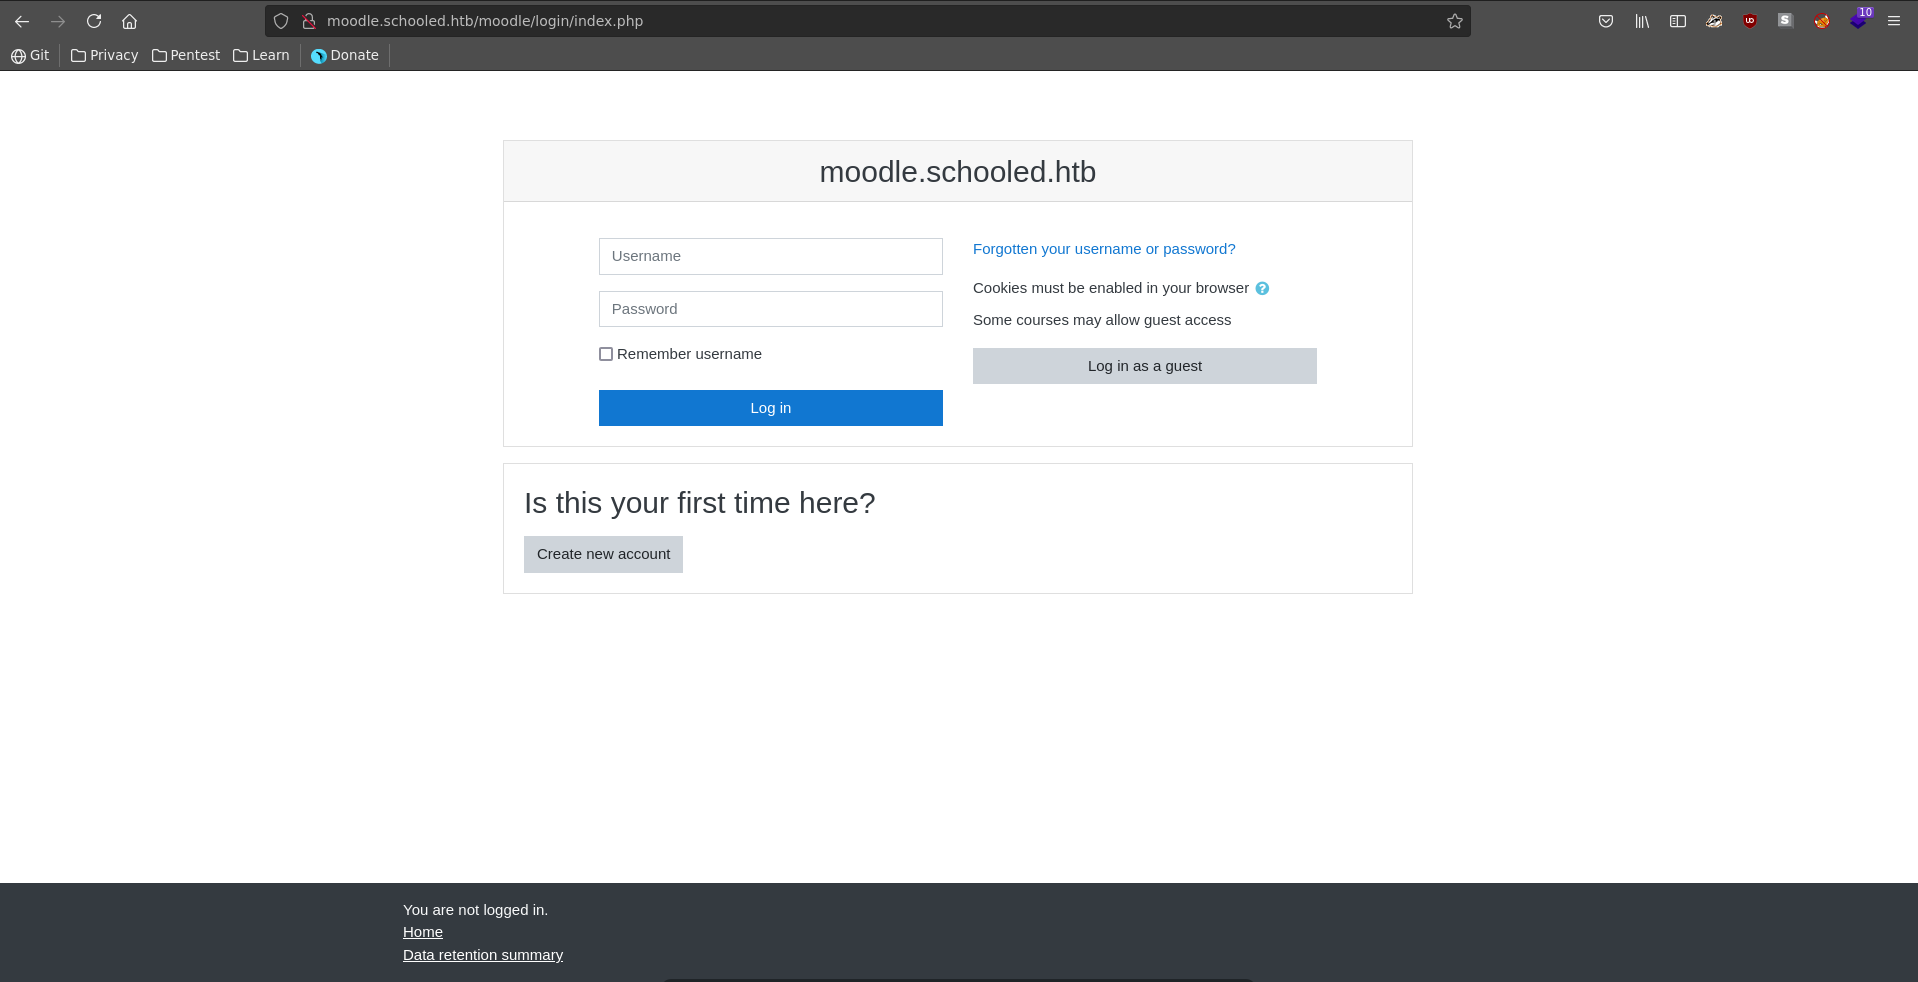 moodle.schooled.htb/moodle/login/index.php
10
Git Privacy Pentest Learn Donate
moodle.schooled.htb
Username
Password
Remember username
Log in
Forgotten your username or password?
Cookies must be enabled in your browser
Some courses may allow guest access
Log in as a guest
Is this your first time here?
Create new account
You are not logged in.
Home
Data retention summary